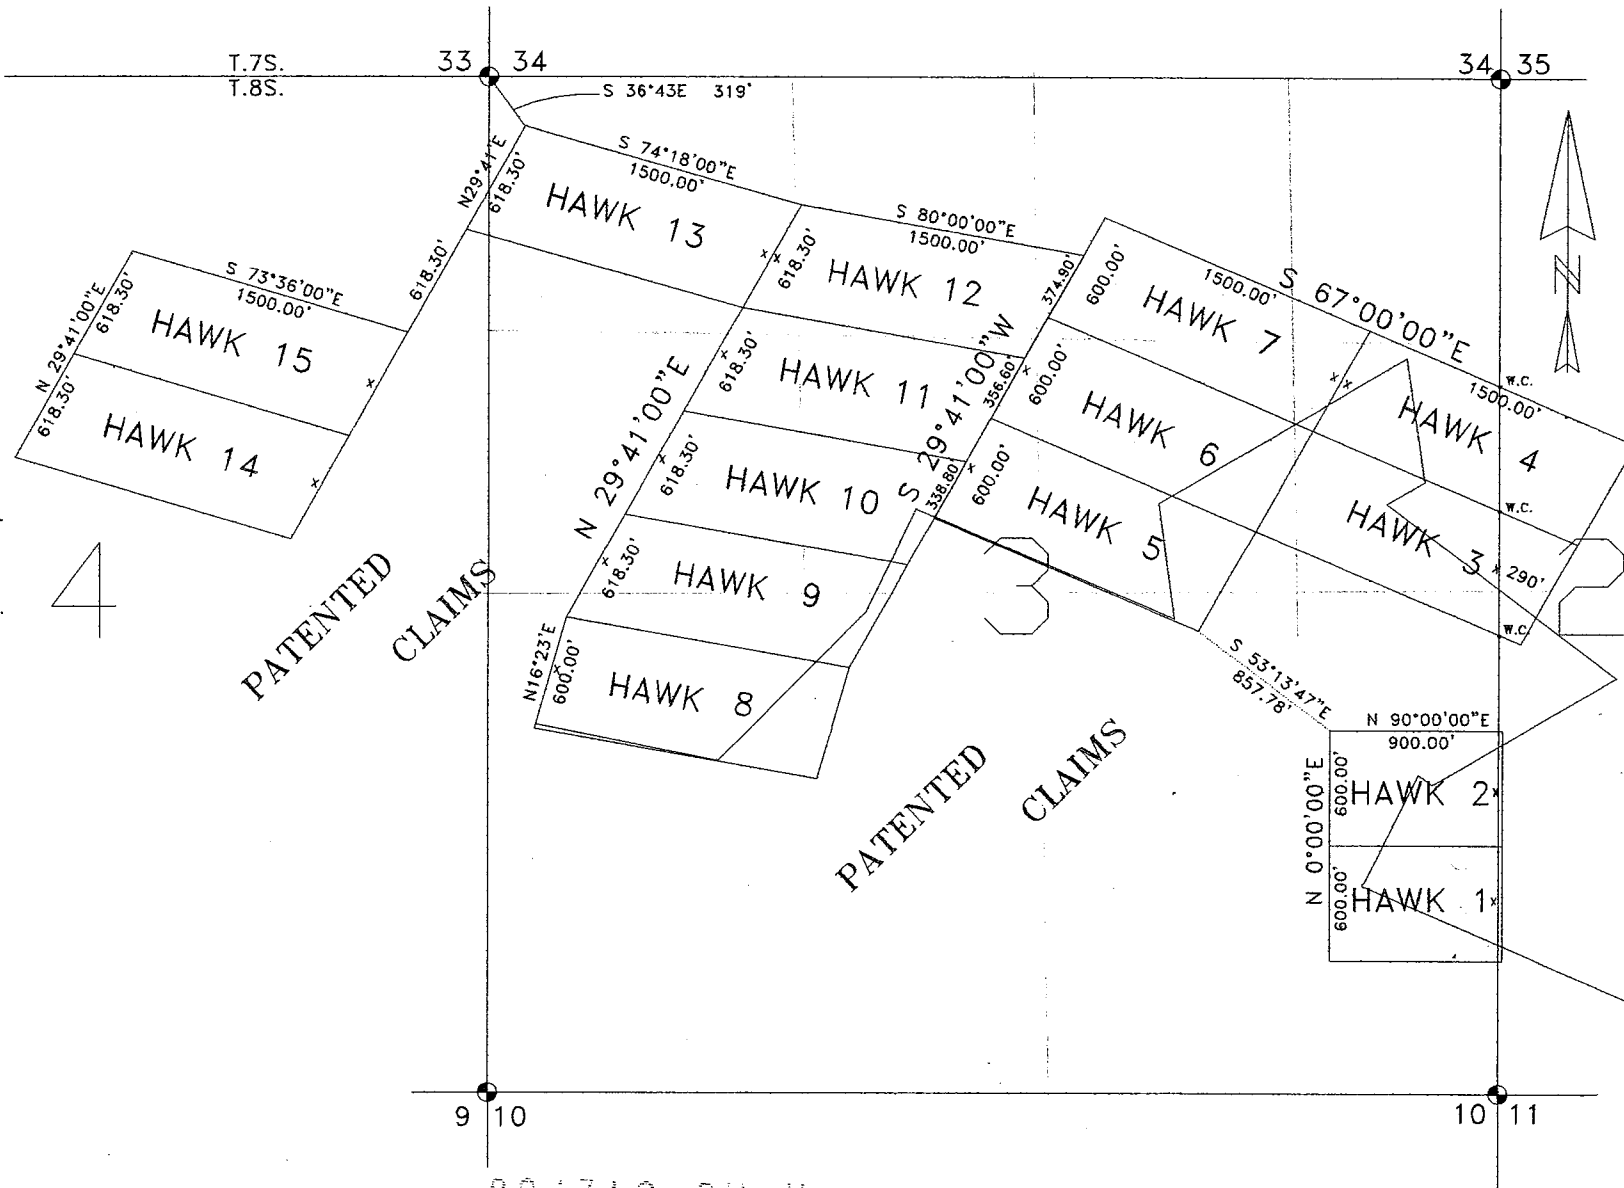 T.7S.
T.8S.
33 34
34 35
S 36°43E 319'
N29°41'E
618.30'
S 74°18'00"E
1500.00'
HAWK 13
618.30'
S 80°00'00"E
1500.00'
HAWK 12
618.30'
374.90'
600.00'
1500.00'
S 67°00'00"E
HAWK 7
S 73°36'00"E
1500.00'
N 29°41'00"E
618.30'
HAWK 15
618.30'
HAWK 14
N 29°41'00"E
618.30'
HAWK 11
S 29°41'00"W
356.60'
600.00'
HAWK 6
W.C.
1500.00'
HAWK 4
618.30'
HAWK 10
338.80'
600.00'
HAWK 5
W.C.
HAWK 3
290'
W.C.
4
3
2
618.30'
HAWK 9
PATENTED
CLAIMS
N16°23'E
600.00'
HAWK 8
S 53°13'47"E
857.78'
N 90°00'00"E
900.00'
N 0°00'00"E
600.00'
HAWK 2
600.00'
HAWK 1
PATENTED
CLAIMS
N
9 10
10 11